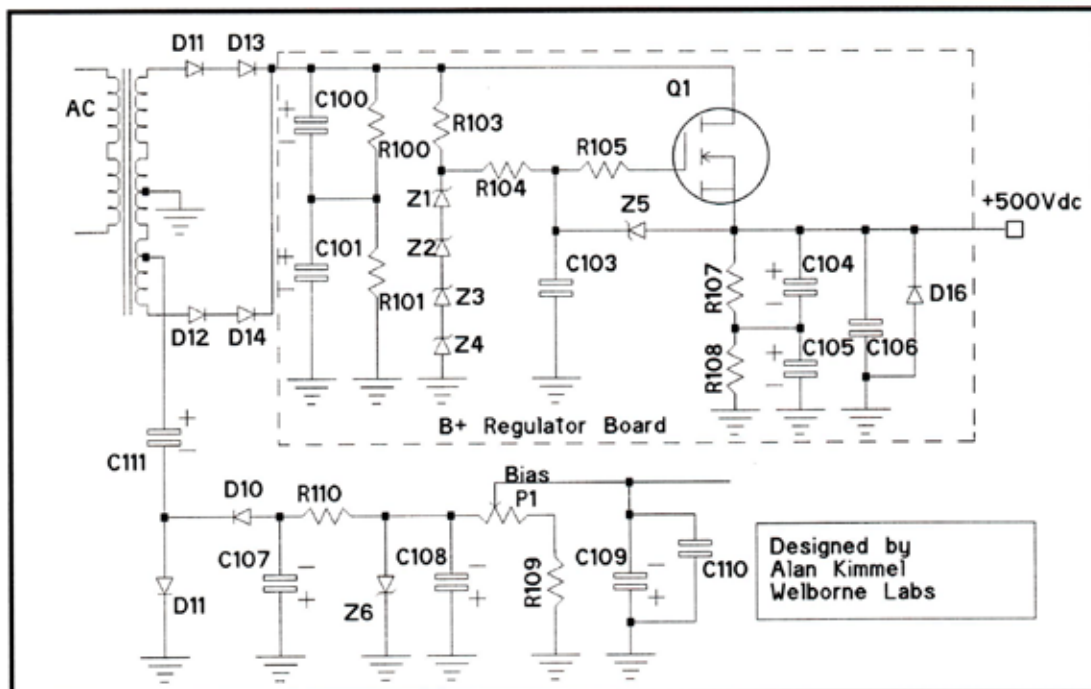 D11 D13
AC
C100
R100
R103
Q1
R105
R104
Z1
Z5
+500Vdc
Z2
C101
R101
C103
R107
C104
D16
Z3
D12 D14
Z4
R108
C105
C106
B+ Regulator Board
C111
Bias
D10 R110 P1
C107
C108
R109
C109
C110
D11
Z6
Designed by
Alan Kimmel
Welborne Labs